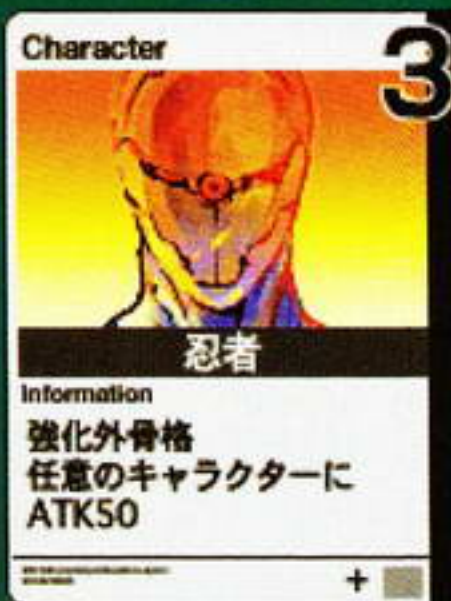 Character
3
忍者
Information
強化外骨格
任意のキャラクターに
ATK50
+